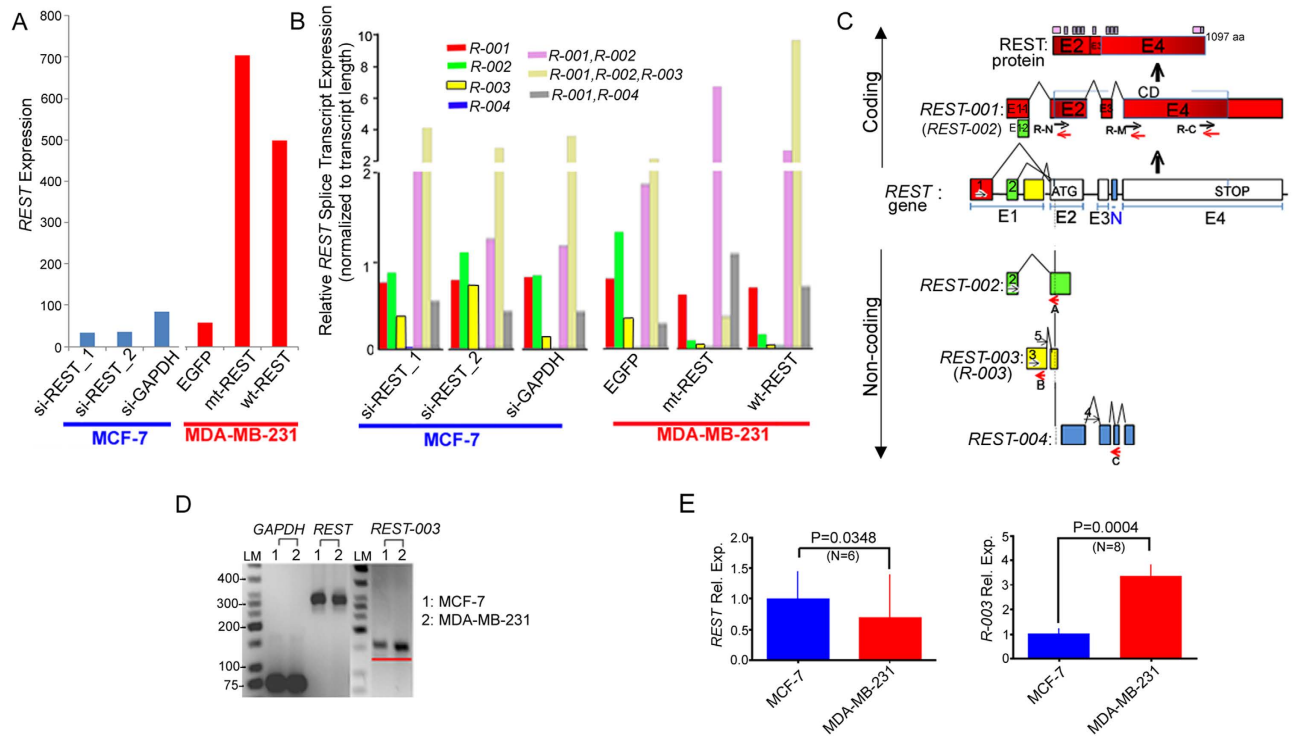 A
REST Expression
800
700
600
500
400
300
200
100
0
si-REST_1
si-REST_2
si-GAPDH
EGFP
mt-REST
wt-REST
MCF-7
MDA-MB-231
B
Relative REST Splice Transcript Expression
(normalized to transcript length)
10
8
6
4
2
2
1
0
R-001
R-002
R-003
R-004
R-001,R-002
R-001,R-002,R-003
R-001,R-004
si-REST_1
si-REST_2
si-GAPDH
EGFP
mt-REST
wt-REST
MCF-7
MDA-MB-231
C
Coding
Non-coding
REST:
protein
E2
E4
1097 aa
CD
REST-001
(REST-002)
E2
E3
E4
R-N
R-M
R-C
REST :
gene
1
2
ATG
STOP
E1
E2
E3
N
E4
REST-002:
2
A
REST-003:
(R-003)
5
3
B
REST-004:
4
C
D
GAPDH
REST
REST-003
LM
1
2
1
2
LM
1
2
400
300
200
100
75
1: MCF-7
2: MDA-MB-231
E
REST Rel. Exp.
2.0
1.5
1.0
0.5
0.0
P=0.0348
(N=6)
MCF-7
MDA-MB-231
R-003 Rel. Exp.
5
4
3
2
1
0
P=0.0004
(N=8)
MCF-7
MDA-MB-231